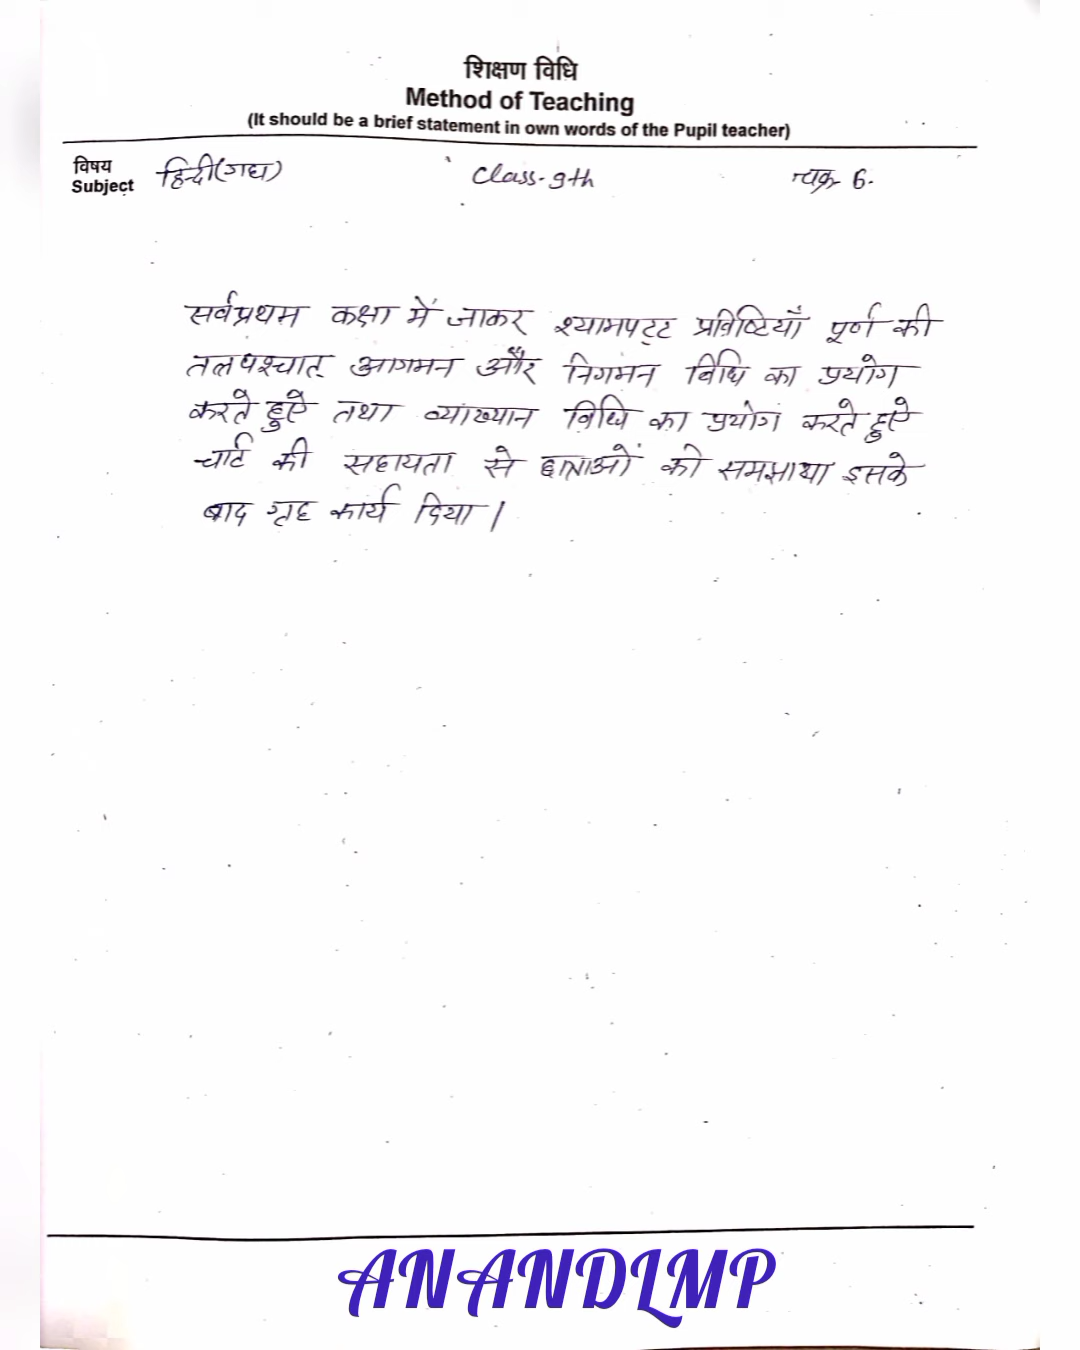 शिक्षण विधि
Method of Teaching
(It should be a brief statement in own words of the Pupil teacher)
विषय
Subject हिन्दी(गद्य) Class-9th चक्र 6.
सर्वप्रथम कक्षा में जाकर श्यामपट्ट प्रविष्टियाँ पूर्ण की
तत्पश्चात् आगमन और निगमन विधि का प्रयोग
करते हुऐ तथा व्याख्यान विधि का प्रयोग करते हुऐ
चार्ट की सहायता से छात्राओं को समझाया इसके
बाद गृह कार्य दिया।
ANANDLMP